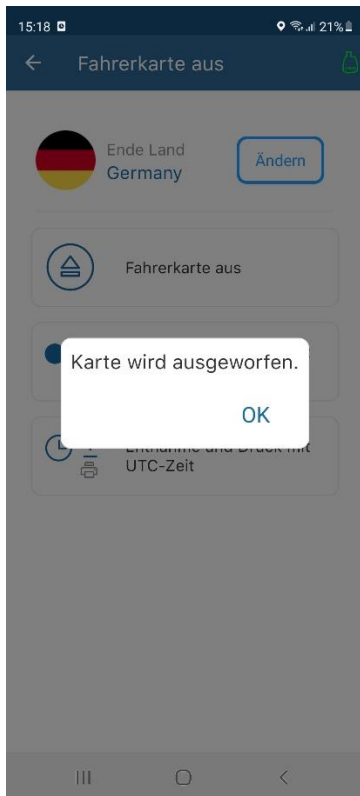 15:18 21%
Fahrerkarte aus
Ende Land
Germany
Ändern
Fahrerkarte aus
Karte wird ausgeworfen.
OK
Entnahme und Druck mit
UTC-Zeit